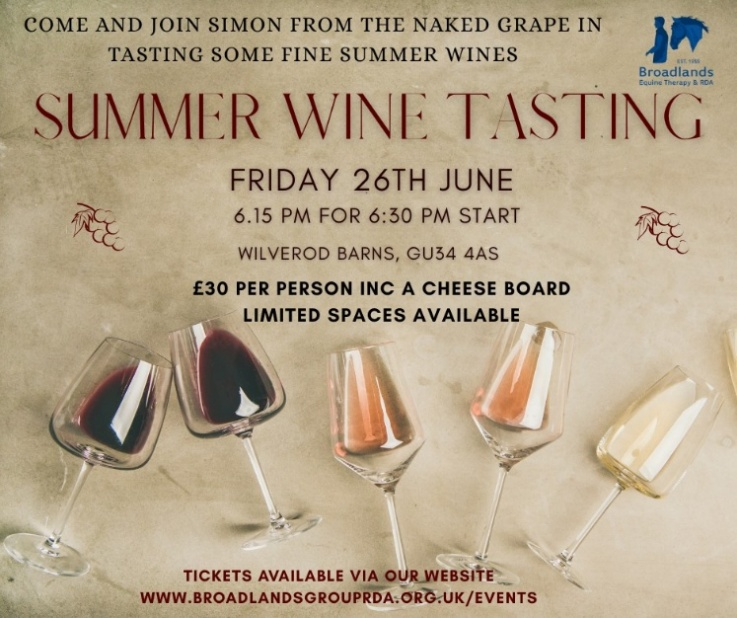 COME AND JOIN SIMON FROM THE NAKED GRAPE IN
TASTING SOME FINE SUMMER WINES
EST. 1992
Broadlands
Equine Therapy & RDA
SUMMER WINE TASTING
FRIDAY 26TH JUNE
6.15 PM FOR 6:30 PM START
WILVEROD BARNS, GU34 4AS
£30 PER PERSON INC A CHEESE BOARD
LIMITED SPACES AVAILABLE
TICKETS AVAILABLE VIA OUR WEBSITE
WWW.BROADLANDSGROUPRDA.ORG.UK/EVENTS